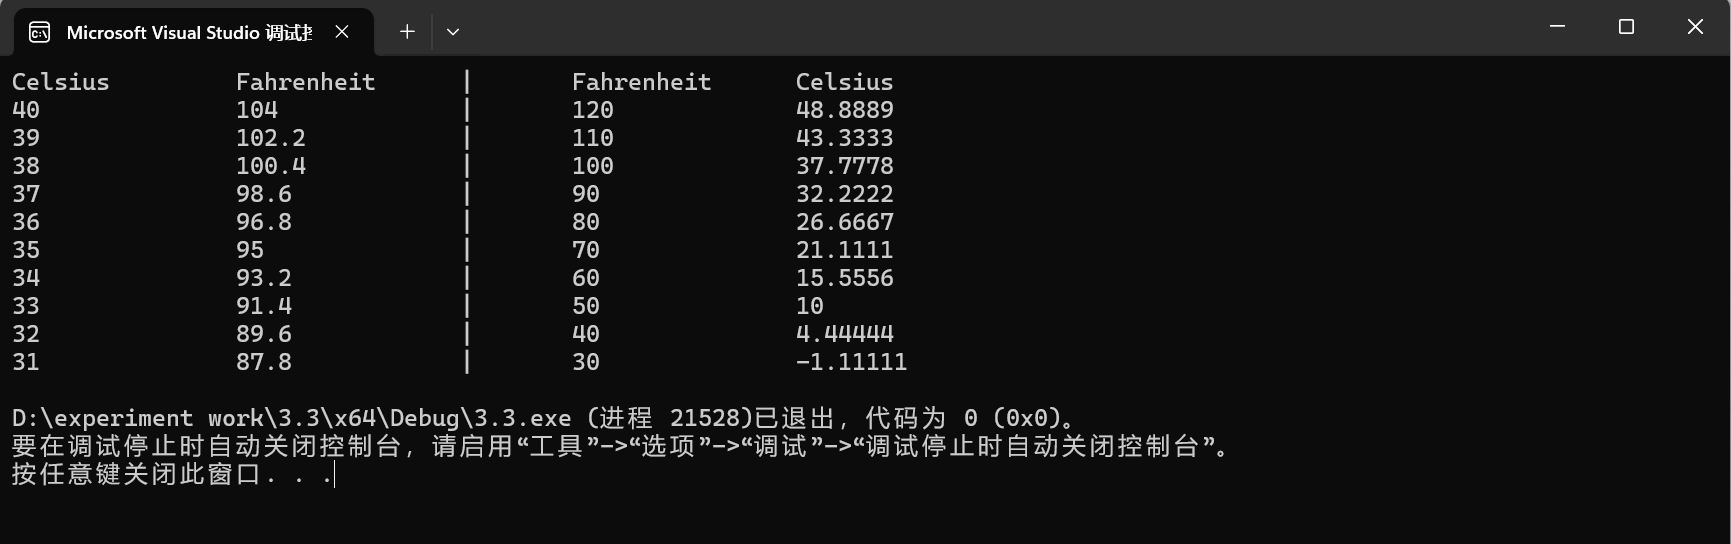 Microsoft Visual Studio 调试控
Celsius Fahrenheit | Fahrenheit Celsius
40 104 | 120 48.8889
39 102.2 | 110 43.3333
38 100.4 | 100 37.7778
37 98.6 | 90 32.2222
36 96.8 | 80 26.6667
35 95 | 70 21.1111
34 93.2 | 60 15.5556
33 91.4 | 50 10
32 89.6 | 40 4.44444
31 87.8 | 30 -1.11111
D:\experiment work\3.3\x64\Debug\3.3.exe (进程 21528)已退出，代码为 0 (0x0)。
要在调试停止时自动关闭控制台，请启用“工具”->“选项”->“调试”->“调试停止时自动关闭控制台”。
按任意键关闭此窗口. . .